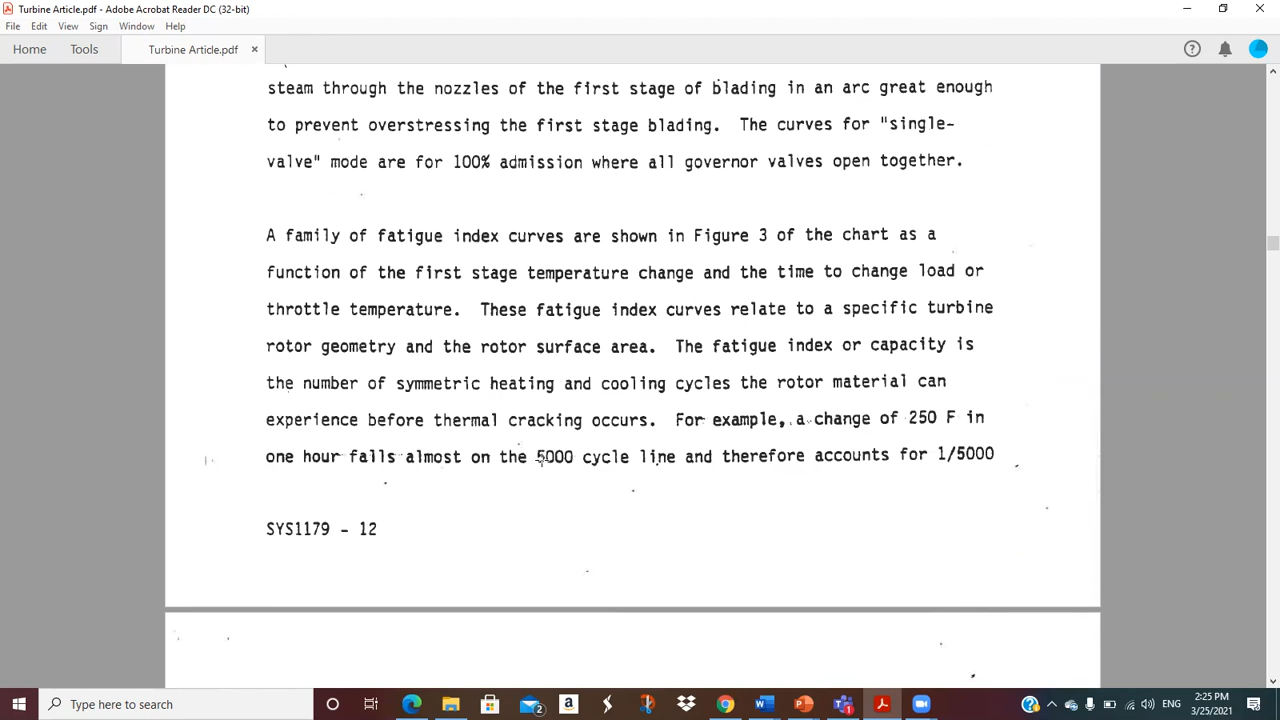 Turbine Article.pdf - Adobe Acrobat Reader DC (32-bit)
File Edit View Sign Window Help
Home Tools Turbine Article.pdf ×
steam through the nozzles of the first stage of blading in an arc great enough
to prevent overstressing the first stage blading. The curves for "single-
valve" mode are for 100% admission where all governor valves open together.
A family of fatigue index curves are shown in Figure 3 of the chart as a
function of the first stage temperature change and the time to change load or
throttle temperature. These fatigue index curves relate to a specific turbine
rotor geometry and the rotor surface area. The fatigue index or capacity is
the number of symmetric heating and cooling cycles the rotor material can
experience before thermal cracking occurs. For example, a change of 250 F in
one hour falls almost on the 5000 cycle line and therefore accounts for 1/5000
SYS1179 - 12
Type here to search
2
ENG
2:25 PM
3/25/2021